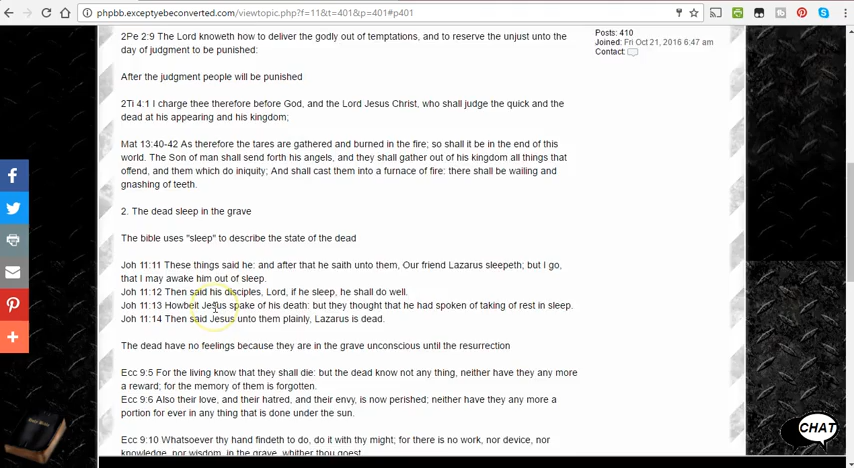 phpbb.exceptyebeconverted.com/viewtopic.php?f=11&t=401&p=401#p401
2Pe 2:9 The Lord knoweth how to deliver the godly out of temptations, and to reserve the unjust unto the
day of judgment to be punished:
Posts: 410
Joined: Fri Oct 21, 2016 6:47 am
Contact:
After the judgment people will be punished
2Ti 4:1 I charge thee therefore before God, and the Lord Jesus Christ, who shall judge the quick and the
dead at his appearing and his kingdom;
Mat 13:40-42 As therefore the tares are gathered and burned in the fire; so shall it be in the end of this
world. The Son of man shall send forth his angels, and they shall gather out of his kingdom all things that
offend, and them which do iniquity; And shall cast them into a furnace of fire: there shall be wailing and
gnashing of teeth.
2. The dead sleep in the grave
The bible uses "sleep" to describe the state of the dead
Joh 11:11 These things said he: and after that he saith unto them, Our friend Lazarus sleepeth; but I go,
that I may awake him out of sleep.
Joh 11:12 Then said his disciples, Lord, if he sleep, he shall do well.
Joh 11:13 Howbeit Jesus spake of his death: but they thought that he had spoken of taking of rest in sleep.
Joh 11:14 Then said Jesus unto them plainly, Lazarus is dead.
The dead have no feelings because they are in the grave unconscious until the resurrection
Ecc 9:5 For the living know that they shall die: but the dead know not any thing, neither have they any more
a reward; for the memory of them is forgotten.
Ecc 9:6 Also their love, and their hatred, and their envy, is now perished; neither have they any more a
portion for ever in any thing that is done under the sun.
Ecc 9:10 Whatsoever thy hand findeth to do, do it with thy might; for there is no work, nor device, nor
knowledge, nor wisdom, in the grave, whither thou goest.
CHAT